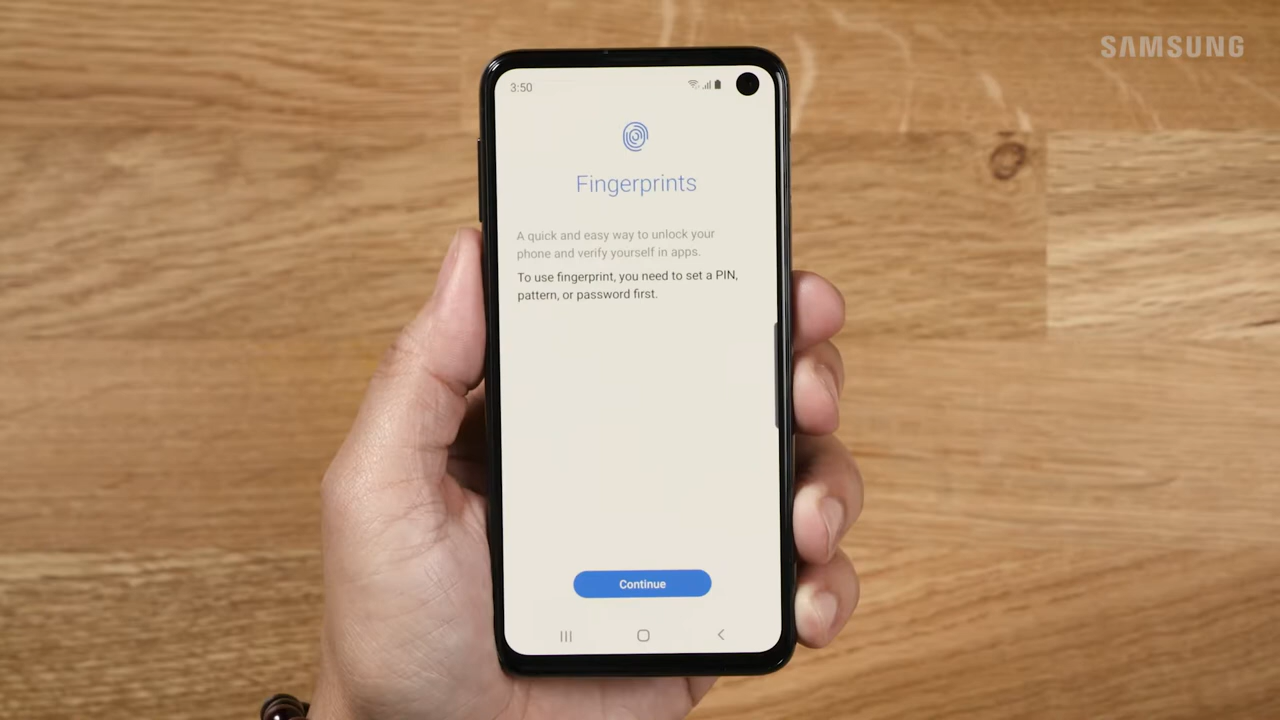 SAMSUNG
3:50
Fingerprints
A quick and easy way to unlock your
phone and verify yourself in apps.
To use fingerprint, you need to set a PIN,
pattern, or password first.
Continue